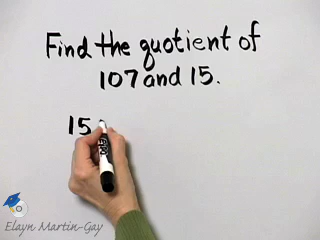 Find the quotient of
107 and 15.
15
Elayn Martin-Gay